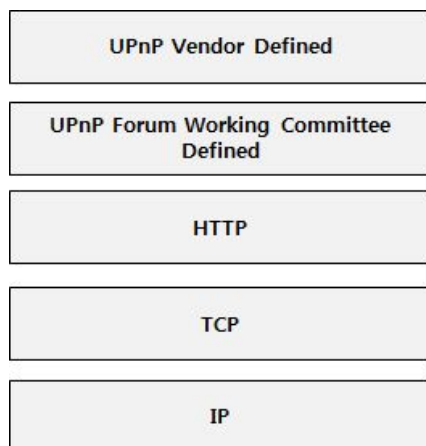 UPnP Vendor Defined
UPnP Forum Working Committee
Defined
HTTP
TCP
IP